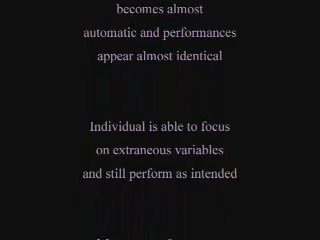 becomes almost
automatic and performances
appear almost identical
Individual is able to focus
on extraneous variables
and still perform as intended